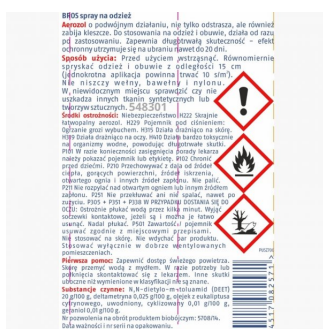 BROS spray na odzież
Aerozol o podwójnym działaniu, nie tylko odstrasza, ale również
zabija kleszcze. Do stosowania na odzież i obuwie, działa od razu
po zastosowaniu. Zapewnia długotrwałą skuteczność – efekt
ochronny utrzymuje się na ubraniu nawet do 20 dni.
Sposób użycia: Przed użyciem wstrząsnąć. Równomiernie
spryskać odzież i obuwie z odległości 15 cm
(jednokrotna aplikacja powinna trwać 10 s/m²).
Nie niszczy wełny, bawełny i nylonu.
W niewidocznym miejscu sprawdzić czy nie
uszkadza innych tkanin syntetycznych lub
tworzyw sztucznych. 548301
Środki ostrożności: Niebezpieczeństwo! H222 Skrajnie
łatwopalny aerozol. H229 Pojemnik pod ciśnieniem:
Ogrzanie grozi wybuchem. H315 Działa drażniąco na skórę.
H319 Działa drażniąco na oczy. H410 Działa bardzo toksycznie
na organizmy wodne, powodując długotrwałe skutki.
P101 W razie konieczności zasięgnięcia porady lekarza
należy pokazać pojemnik lub etykietę. P102 Chronić
przed dziećmi. P210 Przechowywać z dala od źródeł
ciepła, gorących powierzchni, źródeł iskrzenia,
otwartego ognia i innych źródeł zapłonu. Nie palić.
P211 Nie rozpylać nad otwartym ogniem lub innym źródłem
zapłonu. P251 Nie przekłuwać ani nie spalać, nawet po
zużyciu. P305 + P351 + P338 W PRZYPADKU DOSTANIA SIĘ DO
OCZU: Ostrożnie płukać wodą przez kilka minut. Wyjąć
soczewki kontaktowe, jeżeli są i można je łatwo
usunąć. Nadal płukać. P501 Zawartość/ pojemnik
usuwać zgodnie z miejscowymi przepisami.
Nie stosować na skórę. Nie wdychać par produktu.
Stosować wyłącznie w dobrze wentylowanych
pomieszczeniach.
Pierwsza pomoc: Zapewnić dostęp świeżego powietrza.
Skórę przemyć wodą z mydłem. W razie potrzeby lub
połknięcia skontaktować się z lekarzem. Inne skutki
uboczne niż wymienione w klasyfikacji nie są znane.
Substancje czynne: N,N-dietylo-m-toluamid (DEET)
20 g/100 g, deltametryna 0,025 g/100 g, olejek z eukaliptusa
cytrynowego, uwodniony, cyklizowany 0,01 g/100 g,
geraniol 0,01 g/100 g.
Nr pozwolenia na obrót produktem biobójczym: 5708/14.
Data ważności i nr serii na opakowaniu.